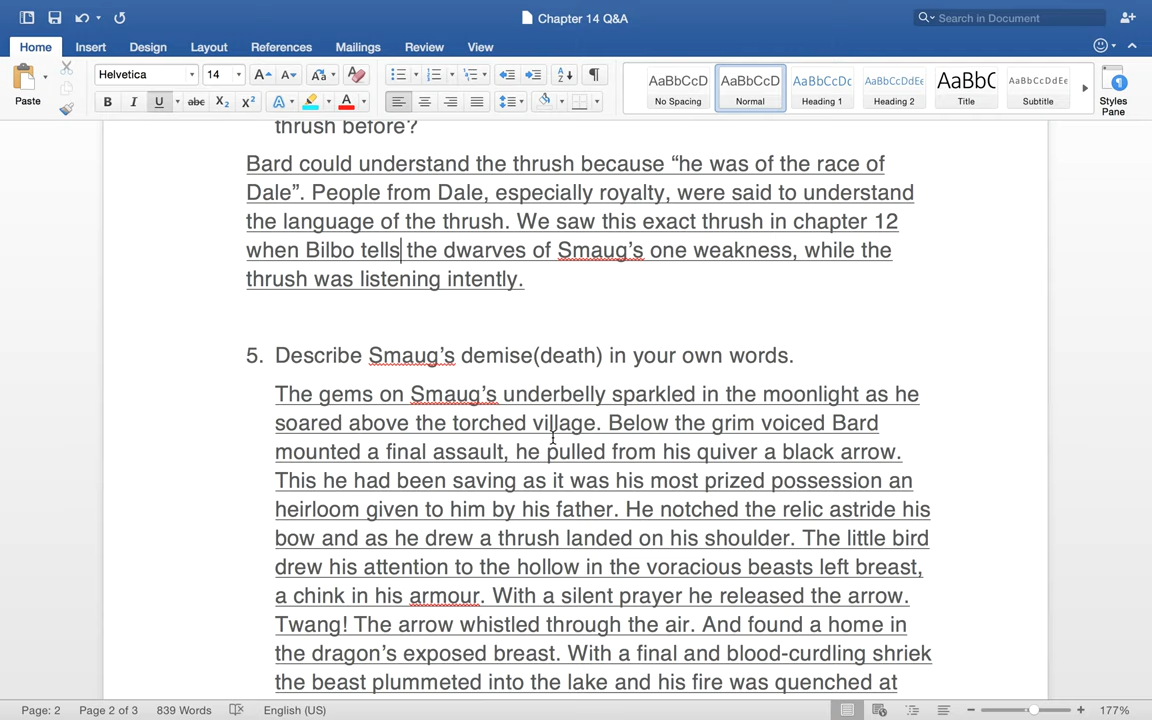 Chapter 14 Q&A
Search in Document
Home Insert Design Layout References Mailings Review View
Paste
Helvetica 14
AaBbCcD AaBbCcD AaBbCcDc AaBbCcDdEe AaBbC AaBbCcDdEe
No Spacing Normal Heading 1 Heading 2 Title Subtitle
Styles Pane
thrush before?
Bard could understand the thrush because “he was of the race of
Dale”. People from Dale, especially royalty, were said to understand
the language of the thrush. We saw this exact thrush in chapter 12
when Bilbo tells the dwarves of Smaug’s one weakness, while the
thrush was listening intently.
5. Describe Smaug’s demise(death) in your own words.
The gems on Smaug’s underbelly sparkled in the moonlight as he
soared above the torched village. Below the grim voiced Bard
mounted a final assault, he pulled from his quiver a black arrow.
This he had been saving as it was his most prized possession an
heirloom given to him by his father. He notched the relic astride his
bow and as he drew a thrush landed on his shoulder. The little bird
drew his attention to the hollow in the voracious beasts left breast,
a chink in his armour. With a silent prayer he released the arrow.
Twang! The arrow whistled through the air. And found a home in
the dragon’s exposed breast. With a final and blood-curdling shriek
the beast plummeted into the lake and his fire was quenched at
Page: 2 Page 2 of 3 839 Words English (US) 177%